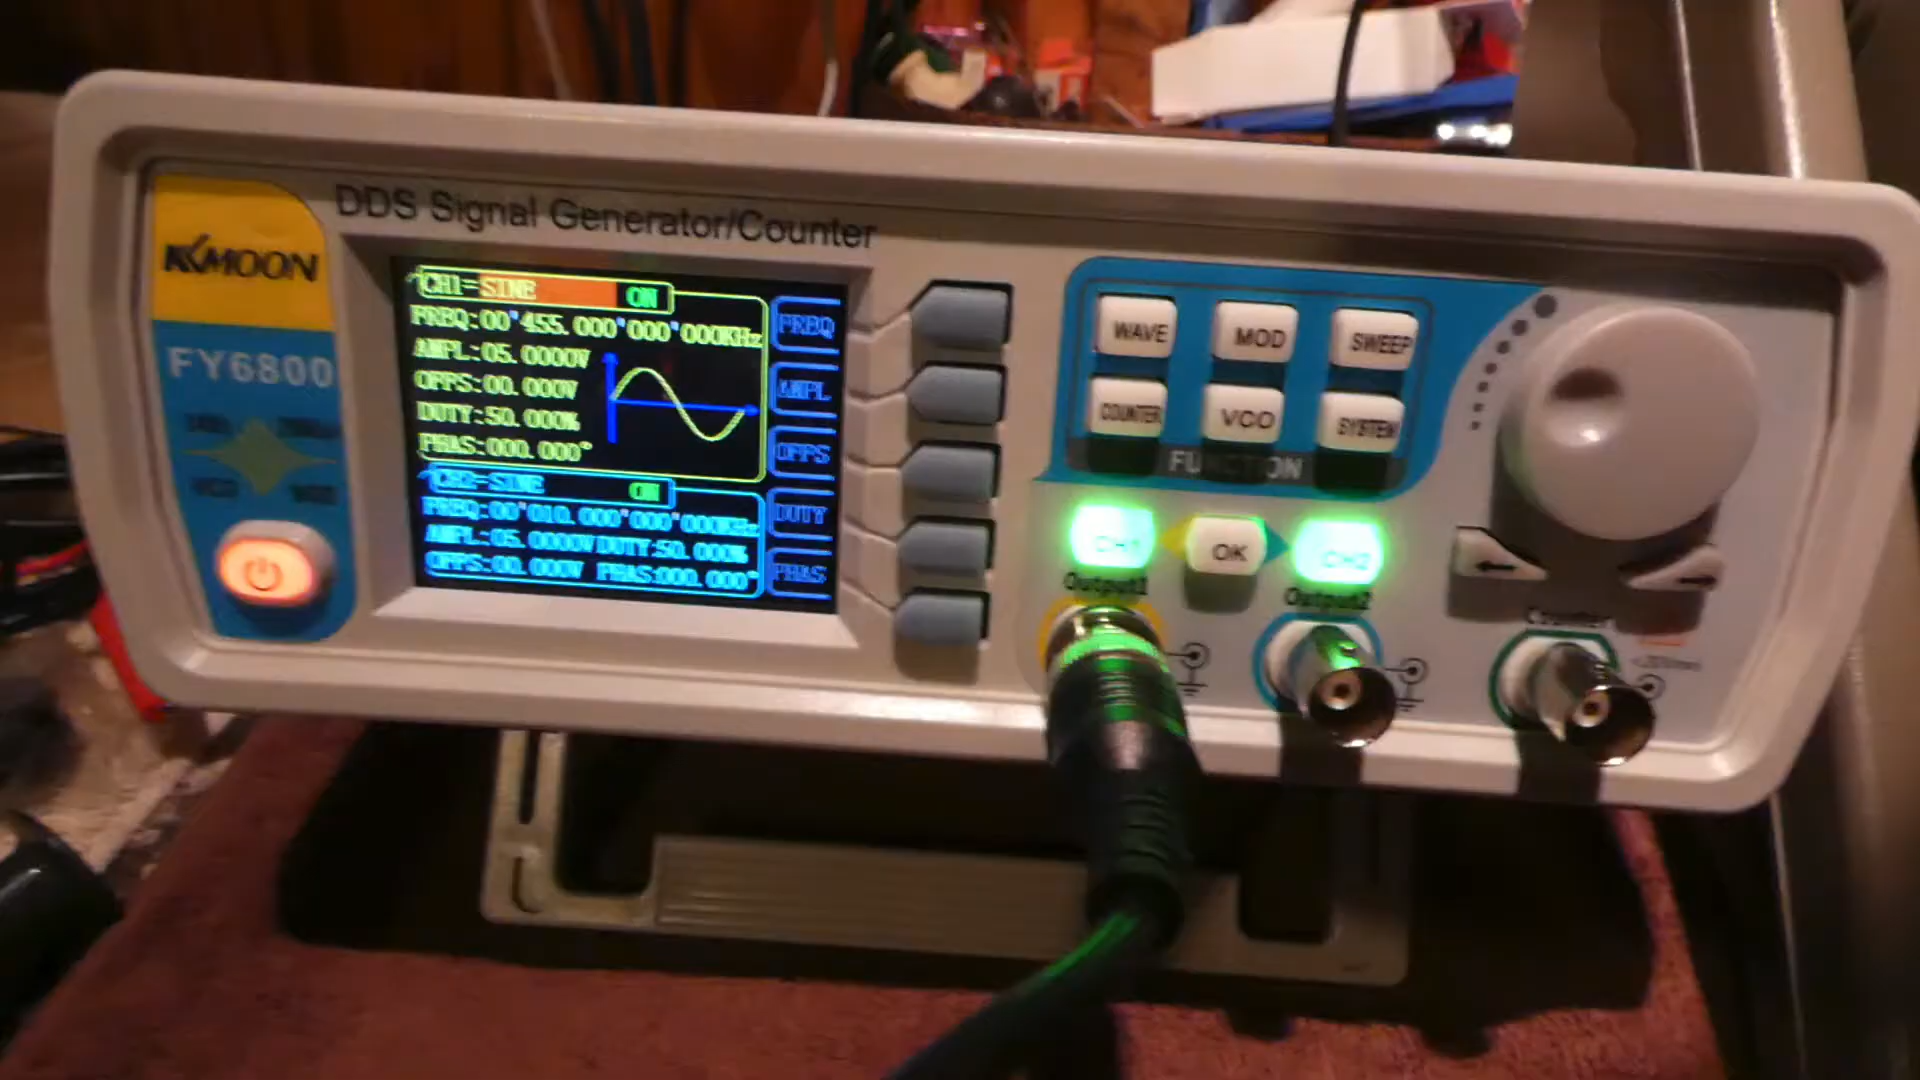 DDS Signal Generator/Counter
KKMOON
FY6800
CH1=SINE ON
FREQ:00'455.000'000'000KHz
AMPL:05.0000V
OFFS:00.000V
DUTY:50.000%
PHAS:000.000°
CH2=SINE ON
FREQ:00'010.000'000'000KHz
AMPL:05.0000V DUTY:50.000%
OFFS:00.000V PHAS:000.000°
FREQ
AMPL
OFFS
DUTY
PHAS
WAVE MOD SWEEP
COUNTER VCO SYSTEM
FUNCTION
CH1 OK CH2
Output1 Output2 Counter